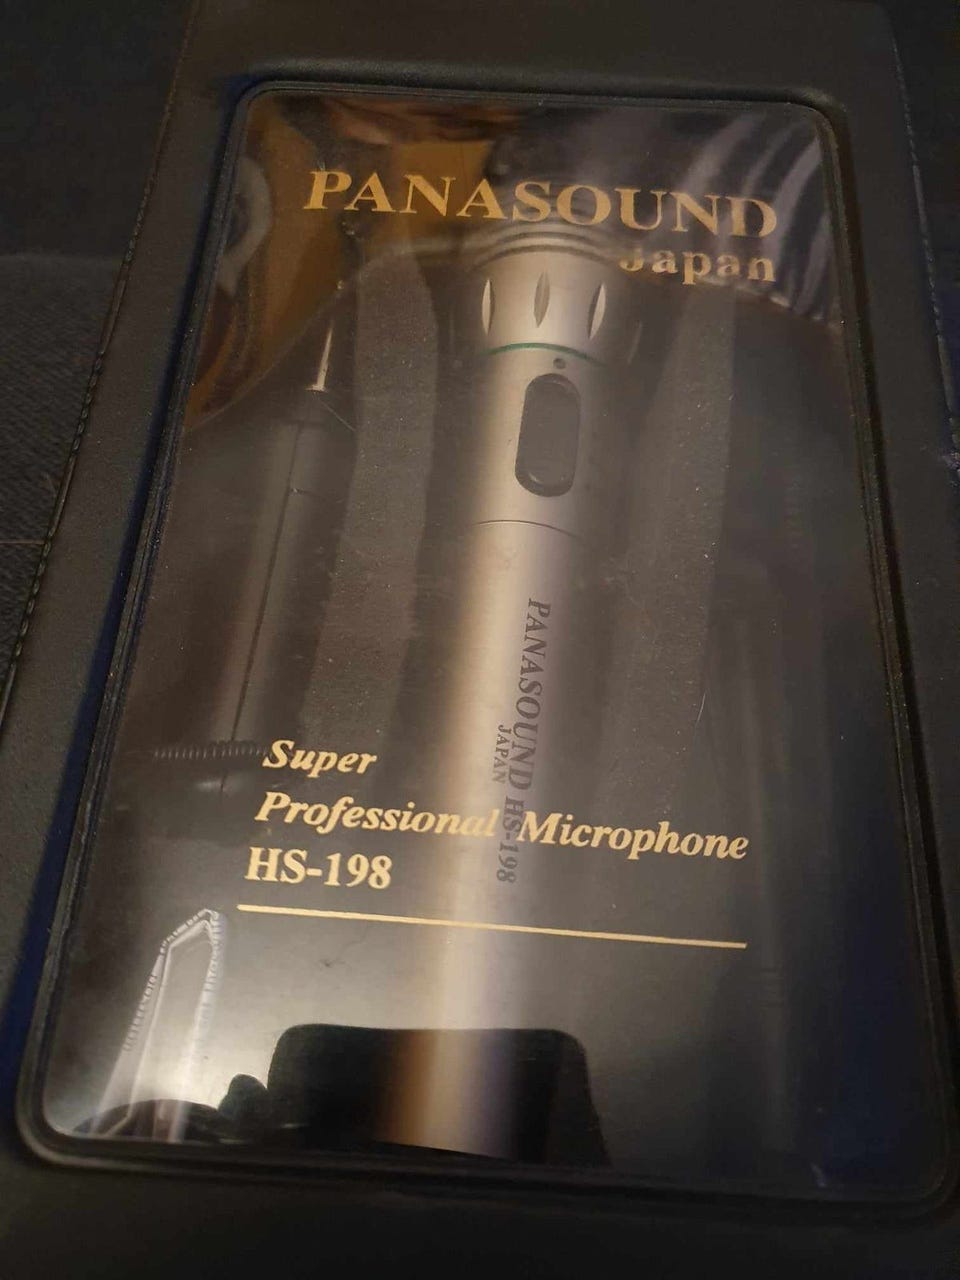 PANASOUND
Japan
PANASOUND HS-198
JAPAN
Super
Professional Microphone
HS-198